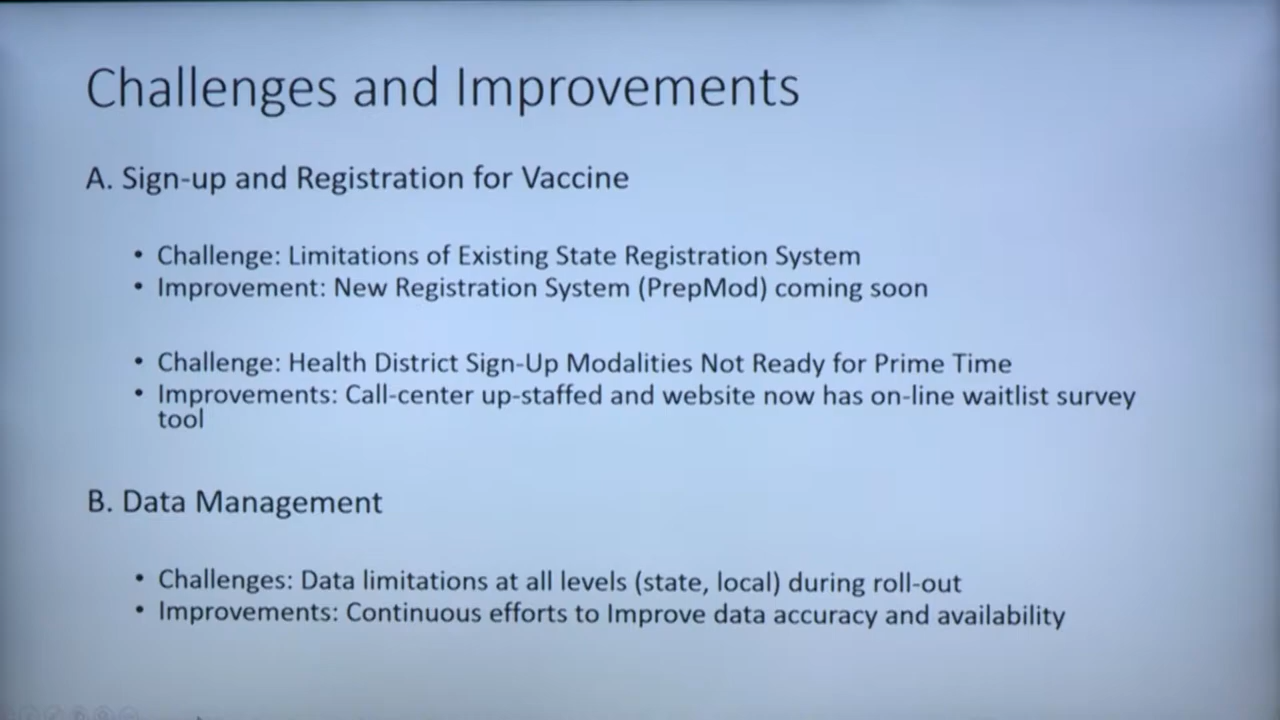 Challenges and Improvements
A. Sign-up and Registration for Vaccine
• Challenge: Limitations of Existing State Registration System
• Improvement: New Registration System (PrepMod) coming soon
• Challenge: Health District Sign-Up Modalities Not Ready for Prime Time
• Improvements: Call-center up-staffed and website now has on-line waitlist survey
tool
B. Data Management
• Challenges: Data limitations at all levels (state, local) during roll-out
• Improvements: Continuous efforts to Improve data accuracy and availability